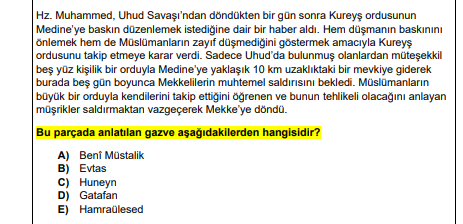 Hz. Muhammed, Uhud Savaşı'ndan döndükten bir gün sonra Kureyş ordusunun
Medine'ye baskın düzenlemek istediğine dair bir haber aldı. Hem düşmanın baskınını
önlemek hem de Müslümanların zayıf düşmediğini göstermek amacıyla Kureyş
ordusunu takip etmeye karar verdi. Sadece Uhud'da bulunmuş olanlardan müteşekkil
beş yüz kişilik bir orduyla Medine'ye yaklaşık 10 km uzaklıktaki bir mevkiye giderek
burada beş gün boyunca Mekkelilerin muhtemel saldırısını bekledi. Müslümanların
büyük bir orduyla kendilerini takip ettiğini öğrenen ve bunun tehlikeli olacağını anlayan
müşrikler saldırmaktan vazgeçerek Mekke'ye döndü.
Bu parçada anlatılan gazve aşağıdakilerden hangisidir?
A) Benî Müstalik
B) Evtas
C) Huneyn
D) Gatafan
E) Hamraülesed